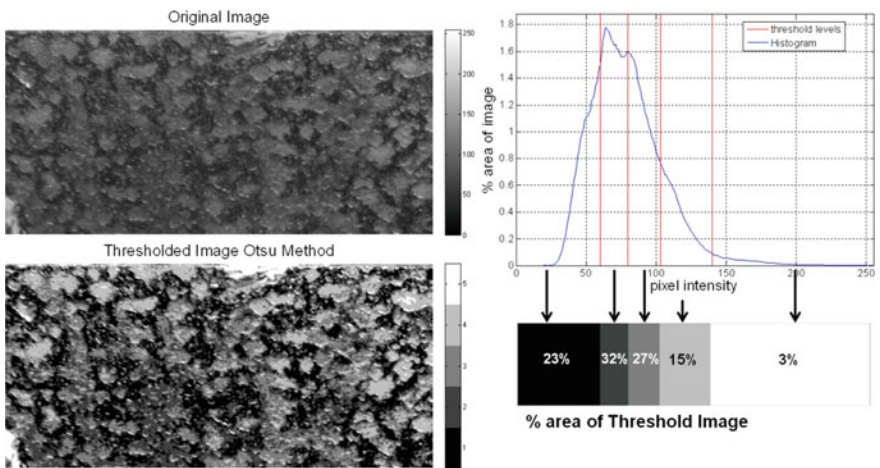 Original Image
250
200
150
100
50
0
Thresholded Image Otsu Method
5
4
3
2
1
% area of image
1.8
1.6
1.4
1.2
1
0.8
0.6
0.4
0.2
0
threshold levels
Histogram
0 50 100 150 200 250
pixel intensity
23% 32% 27% 15% 3%
% area of Threshold Image